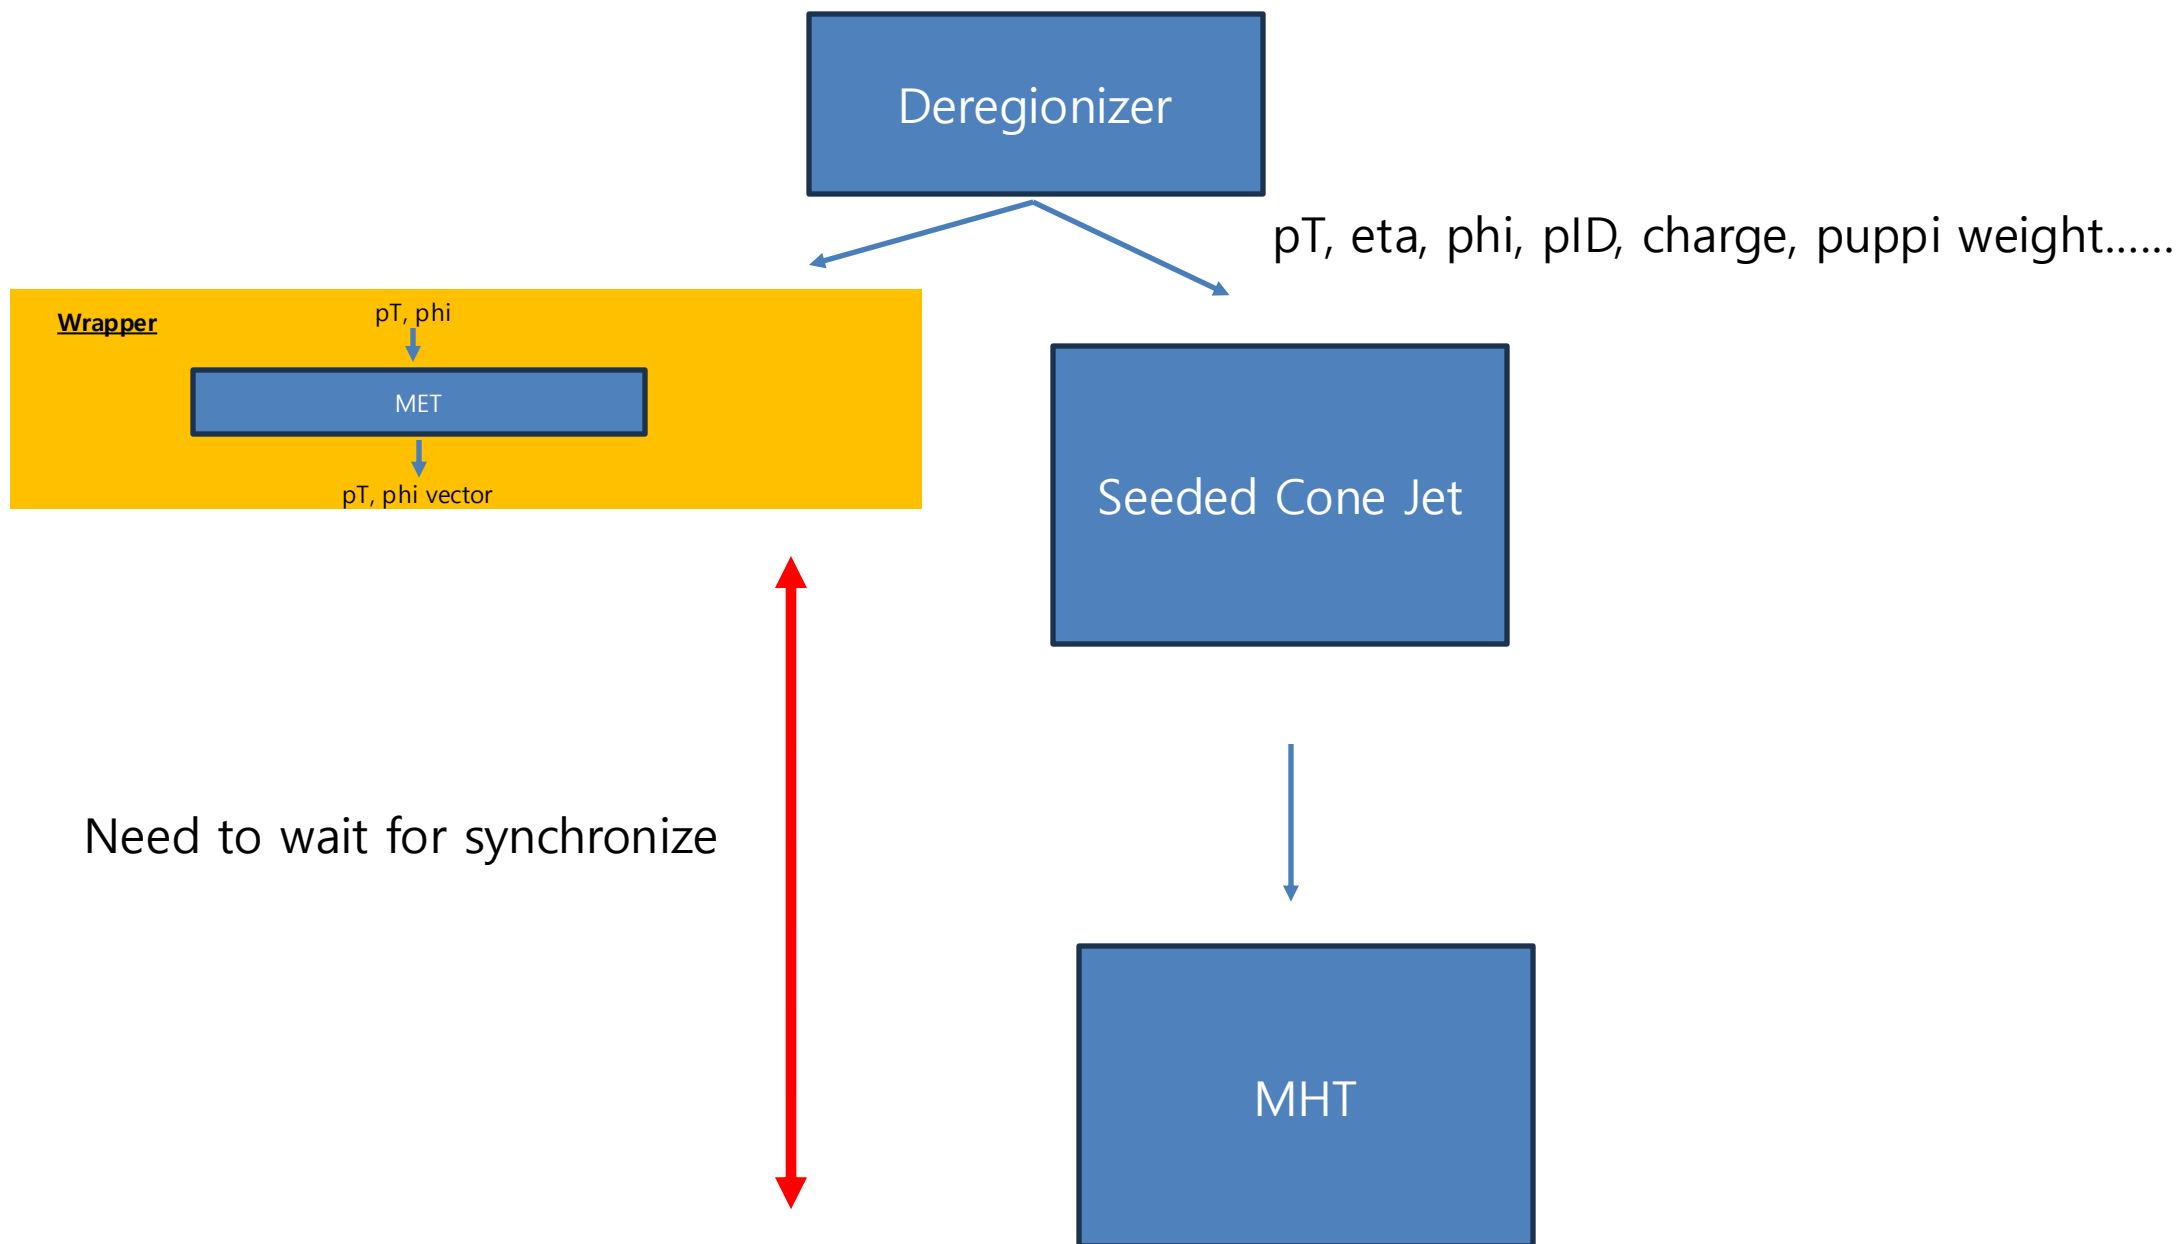 Deregionizer
pT, eta, phi, pID, charge, puppi weight......
Wrapper
pT, phi
MET
pT, phi vector
Seeded Cone Jet
Need to wait for synchronize
MHT